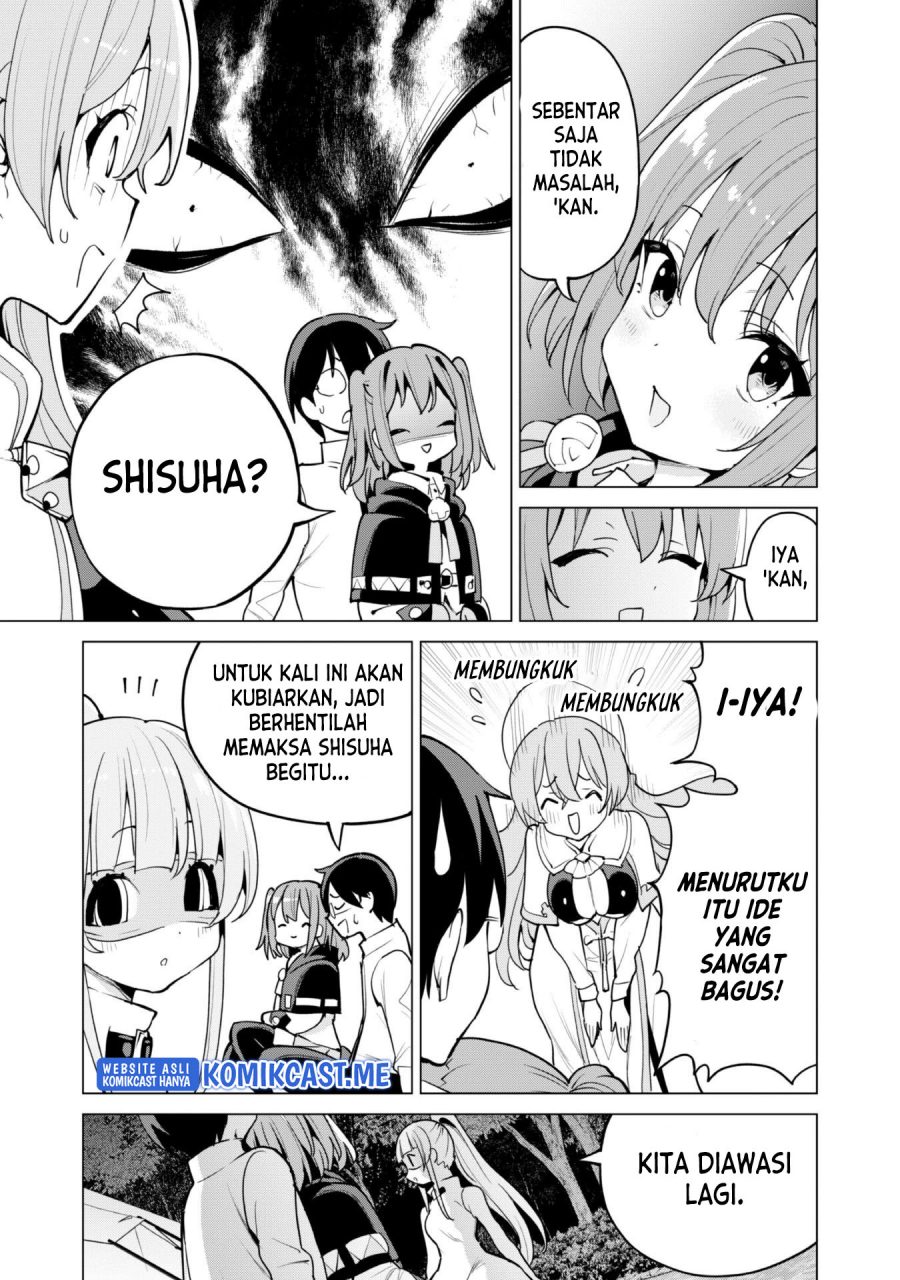 SEBENTAR
SAJA
TIDAK
MASALAH,
'KAN.
IYA
'KAN,
SHISUHA?
I-IYA!
MEMBUNGKUK
MEMBUNGKUK
MENURUTKU
ITU IDE
YANG
SANGAT
BAGUS!
UNTUK KALI INI AKAN
KUBIARKAN, JADI
BERHENTILAH
MEMAKSA SHISUHA
BEGITU...
WEBSITE ASLI
KOMIKCAST HANYA
KOMIKCAST.ME
KITA DIAWASI
LAGI.